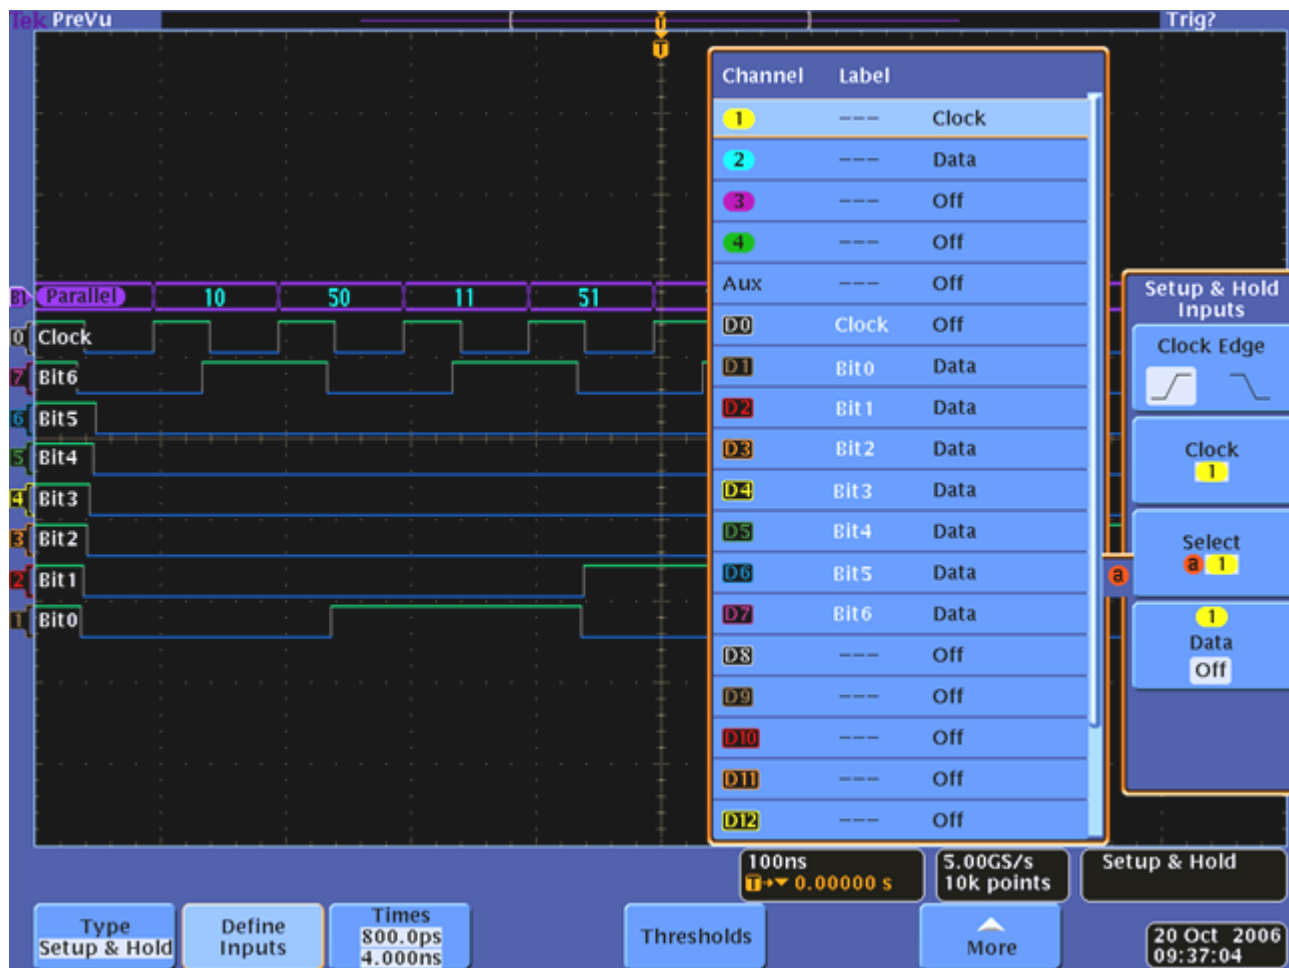 Tek PreVu Trig?
T
T
Channel Label
1 --- Clock
2 --- Data
3 --- Off
4 --- Off
Aux --- Off
D0 Clock Off
D1 Bit0 Data
D2 Bit1 Data
D3 Bit2 Data
D4 Bit3 Data
D5 Bit4 Data
D6 Bit5 Data
D7 Bit6 Data
D8 --- Off
D9 --- Off
D10 --- Off
D11 --- Off
D12 --- Off
B1 Parallel 10 50 11 51
0 Clock
7 Bit6
6 Bit5
5 Bit4
4 Bit3
3 Bit2
2 Bit1
1 Bit0
Setup & Hold
Inputs
Clock Edge
Clock
1
Select
a 1
a
1
Data
Off
100ns
T→▼ 0.00000 s
5.00GS/s
10k points
Setup & Hold
Type
Setup & Hold
Define
Inputs
Times
800.0ps
4.000ns
Thresholds
More
20 Oct 2006
09:37:04